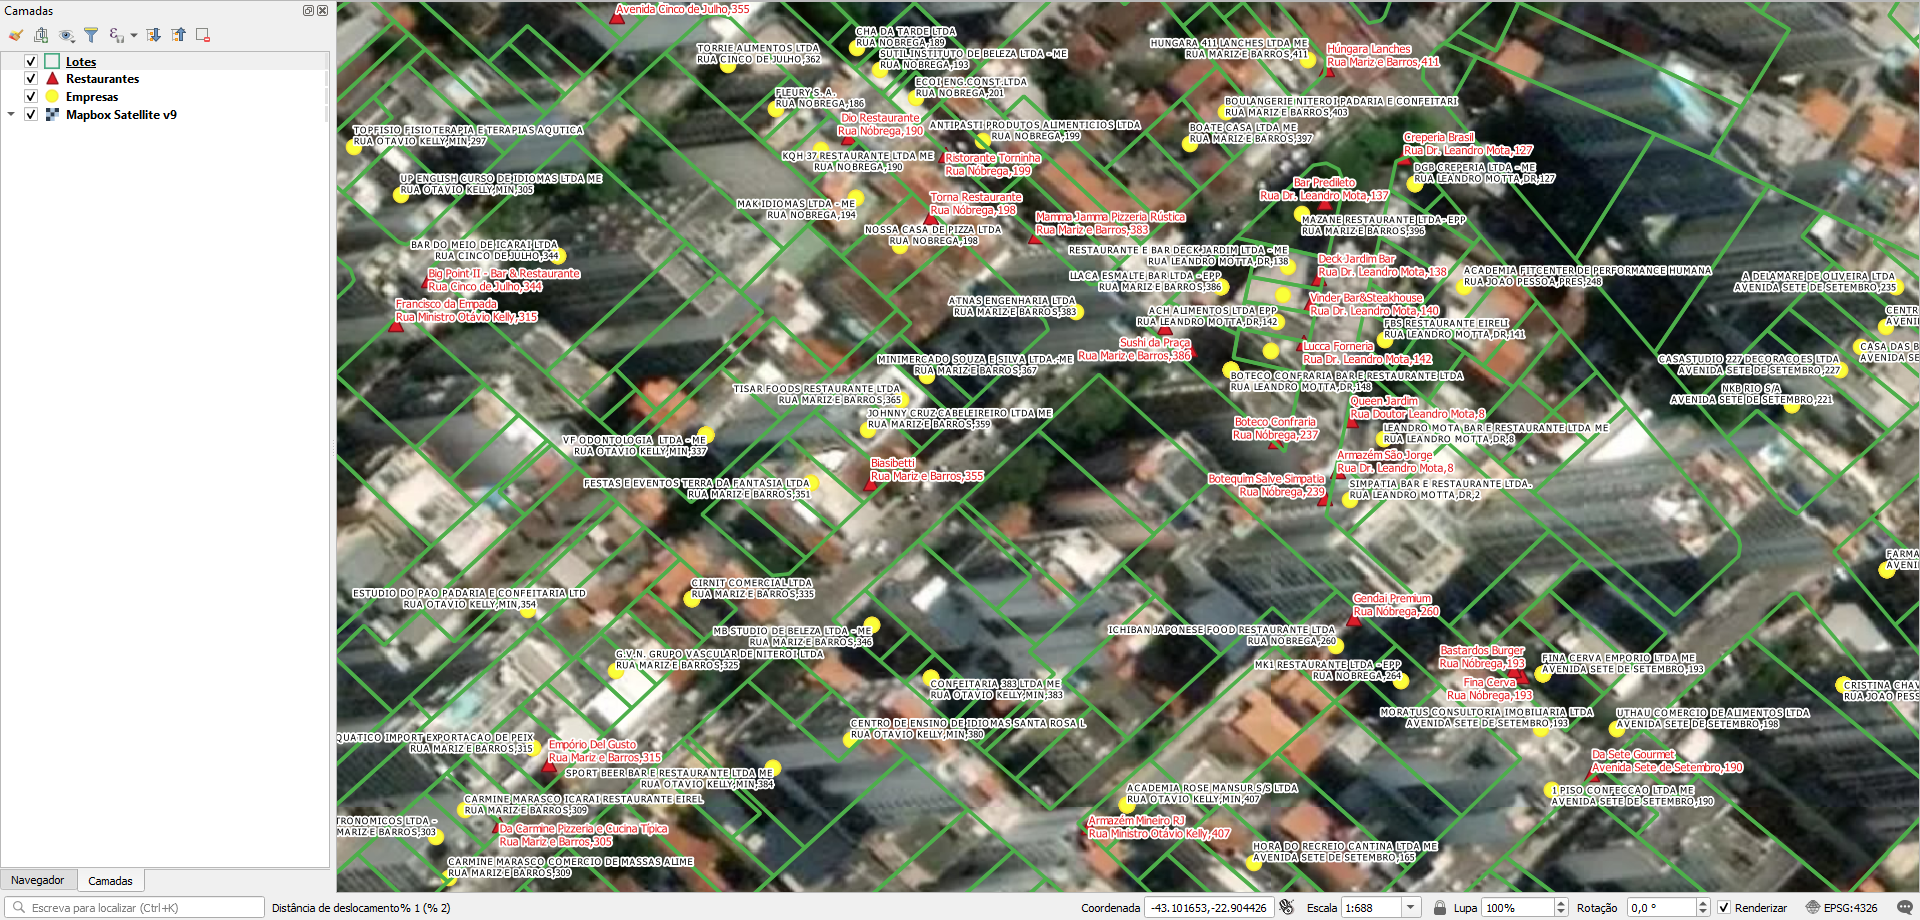 Camadas
Lotes
Restaurantes
Empresas
Mapbox Satellite v9
Navegador
Camadas
Escreva para localizar (Ctrl+K)
Distância de deslocamento% 1 (% 2)
Coordenada
-43.101653,-22.904426
Escala
1:688
Lupa
100%
Rotação
0,0 °
Renderizar
EPSG:4326
Avenida Cinco de Julho,355
TORRIE ALIMENTOS LTDA
RUA CINCO DE JULHO,362
CHA DA TARDE LTDA
RUA NOBREGA,189
SUTIL INSTITUTO DE BELEZA LTDA - ME
RUA NOBREGA,193
ECOI ENG.CONST.LTDA
RUA NOBREGA,201
FLEURY S. A.
RUA NOBREGA,186
Dio Restaurante
Rua Nóbrega,190
ANTIPASTI PRODUTOS ALIMENTICIOS LTDA
RUA NOBREGA,199
KQH 37 RESTAURANTE LTDA ME
RUA NOBREGA,190
Ristorante Torninha
Rua Nóbrega,199
HUNGARA 411 LANCHES LTDA ME
RUA MARIZ E BARROS,411
Húngara Lanches
Rua Mariz e Barros,411
BOULANGERIE NITEROI PADARIA E CONFEITARI
RUA MARIZ E BARROS,403
BOATE CASA LTDA ME
RUA MARIZ E BARROS,397
Creperia Brasil
Rua Dr. Leandro Mota,127
DGB CREPERIA LTDA - ME
RUA LEANDRO MOTTA,DR,127
TOPFISIO FISIOTERAPIA E TERAPIAS AQUTICA
RUA OTAVIO KELLY,MIN,297
UP ENGLISH CURSO DE IDIOMAS LTDA ME
RUA OTAVIO KELLY,MIN,305
MAK IDIOMAS LTDA - ME
RUA NOBREGA,194
Torna Restaurante
Rua Nóbrega,198
NOSSA CASA DE PIZZA LTDA
RUA NOBREGA,198
Mamma Jamma Pizzeria Rústica
Rua Mariz e Barros,383
Bar Predileto
Rua Dr. Leandro Mota,137
MAZANE RESTAURANTE LTDA- EPP
RUA MARIZ E BARROS,396
RESTAURANTE E BAR DECK JARDIM LTDA - ME
RUA LEANDRO MOTTA,DR,138
Deck Jardim Bar
Rua Dr. Leandro Mota,138
LLACA ESMALTE BAR LTDA - EPP
RUA MARIZ E BARROS,386
ACADEMIA FITCENTER DE PERFORMANCE HUMANA
RUA JOAO PESSOA,PRES,248
A DELAMARE DE OLIVEIRA LTDA
AVENIDA SETE DE SETEMBRO,235
BAR DO MEIO DE ICARAI LTDA
RUA CINCO DE JULHO,344
Big Point II - Bar & Restaurante
Rua Cinco de Julho,344
Francisco da Empada
Rua Ministro Otávio Kelly,315
ATNAS ENGENHARIA LTDA
RUA MARIZ E BARROS,383
Vinder Bar&Steakhouse
Rua Dr. Leandro Mota,140
ACH ALIMENTOS LTDA EPP
RUA LEANDRO MOTTA,DR,142
FBS RESTAURANTE EIRELI
RUA LEANDRO MOTTA,DR,141
CENTR
AVENI
Sushi da Praça
Rua Mariz e Barros,386
Lucca Forneria
Rua Dr. Leandro Mota,142
CASA DAS B
AVENIDA SE
CASASTUDIO 227 DECORACOES LTDA
AVENIDA SETE DE SETEMBRO,227
MINIMERCADO SOUZA E SILVA LTDA.-ME
RUA MARIZ E BARROS,367
BOTECO CONFRARIA BAR E RESTAURANTE LTDA
RUA LEANDRO MOTTA,DR,148
NKB RIO S/A
AVENIDA SETE DE SETEMBRO,221
TISAR FOODS RESTAURANTE LTDA
RUA MARIZ E BARROS,365
JOHNNY CRUZ CABELEIREIRO LTDA ME
RUA MARIZ E BARROS,359
Queen Jardim
Rua Doutor Leandro Mota,8
Boteco Confraria
Rua Nóbrega,237
LEANDRO MOTA BAR E RESTAURANTE LTDA ME
RUA LEANDRO MOTTA,DR,8
VF ODONTOLOGIA LTDA - ME
RUA OTAVIO KELLY,MIN,337
Biasibetti
Rua Mariz e Barros,355
Armazém São Jorge
Rua Dr. Leandro Mota,8
FESTAS E EVENTOS TERRA DA FANTASIA LTDA
RUA MARIZ E BARROS,351
Botequim Salve Simpatia
Rua Nóbrega,239
SIMPATIA BAR E RESTAURANTE LTDA.
RUA LEANDRO MOTTA,DR,2
FARMA
AVENI
CIRNIT COMERCIAL LTDA
RUA MARIZ E BARROS,335
ESTUDIO DO PAO PADARIA E CONFEITARIA LTD
RUA OTAVIO KELLY,MIN,354
Gendai Premium
Rua Nóbrega,260
MB STUDIO DE BELEZA LTDA - ME
RUA MARIZ E BARROS,346
ICHIBAN JAPONESE FOOD RESTAURANTE LTDA
RUA NOBREGA,260
G.V.N. GRUPO VASCULAR DE NITEROI LTDA
RUA MARIZ E BARROS,325
Bastardos Burger
Rua Nóbrega,193
FINA CERVA EMPORIO LTDA ME
AVENIDA SETE DE SETEMBRO,193
MK1 RESTAURANTE LTDA - EPP
RUA NOBREGA,264
Fina Cerva
Rua Nóbrega,193
CONFEITARIA 383 LTDA ME
RUA OTAVIO KELLY,MIN,383
CRISTINA CHAV
RUA JOAO PESS
MORATUS CONSULTORIA IMOBILIARIA LTDA
AVENIDA SETE DE SETEMBRO,193
UTHAU COMERCIO DE ALIMENTOS LTDA
AVENIDA SETE DE SETEMBRO,198
CENTRO DE ENSINO DE IDIOMAS SANTA ROSA L
RUA OTAVIO KELLY,MIN,380
QUATICO IMPORT EXPORTACAO DE PEIX
RUA MARIZ E BARROS,315
Empório Del Gusto
Rua Mariz e Barros,315
Da Sete Gourmet
Avenida Sete de Setembro,190
SPORT BEER BAR E RESTAURANTE LTDA ME
RUA OTAVIO KELLY,MIN,384
ACADEMIA ROSE MANSUR S/S LTDA
RUA OTAVIO KELLY,MIN,407
1 PISO CONFECCAO LTDA ME
AVENIDA SETE DE SETEMBRO,190
CARMINE MARASCO ICARAI RESTAURANTE EIREL
RUA MARIZ E BARROS,309
TRONOMICOS LTDA -
MARIZ E BARROS,303
Da Carmine Pizzeria e Cucina Típica
Rua Mariz e Barros,305
Armazém Mineiro RJ
Rua Ministro Otávio Kelly,407
HORA DO RECREIO CANTINA LTDA ME
AVENIDA SETE DE SETEMBRO,165
CARMINE MARASCO COMERCIO DE MASSAS ALIME
RUA MARIZ E BARROS,309